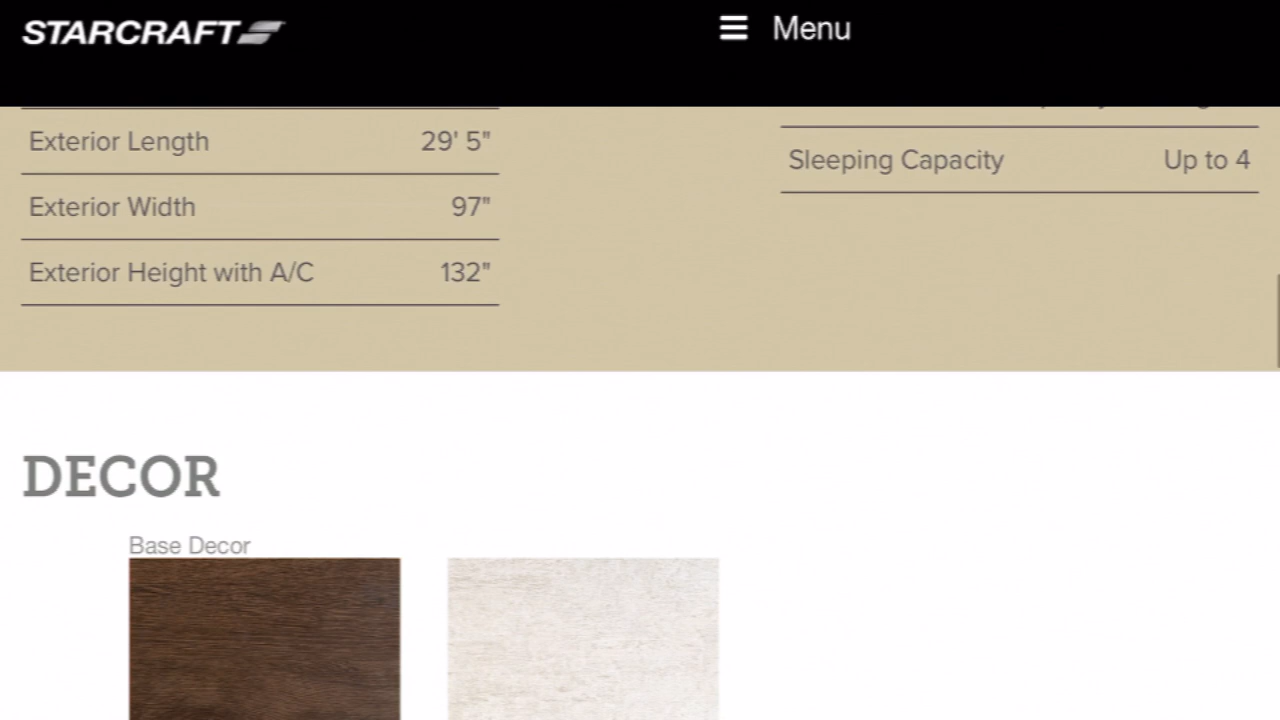 STARCRAFT
Menu
Exterior Length 29' 5"
Exterior Width 97"
Exterior Height with A/C 132"
Sleeping Capacity Up to 4
DECOR
Base Decor